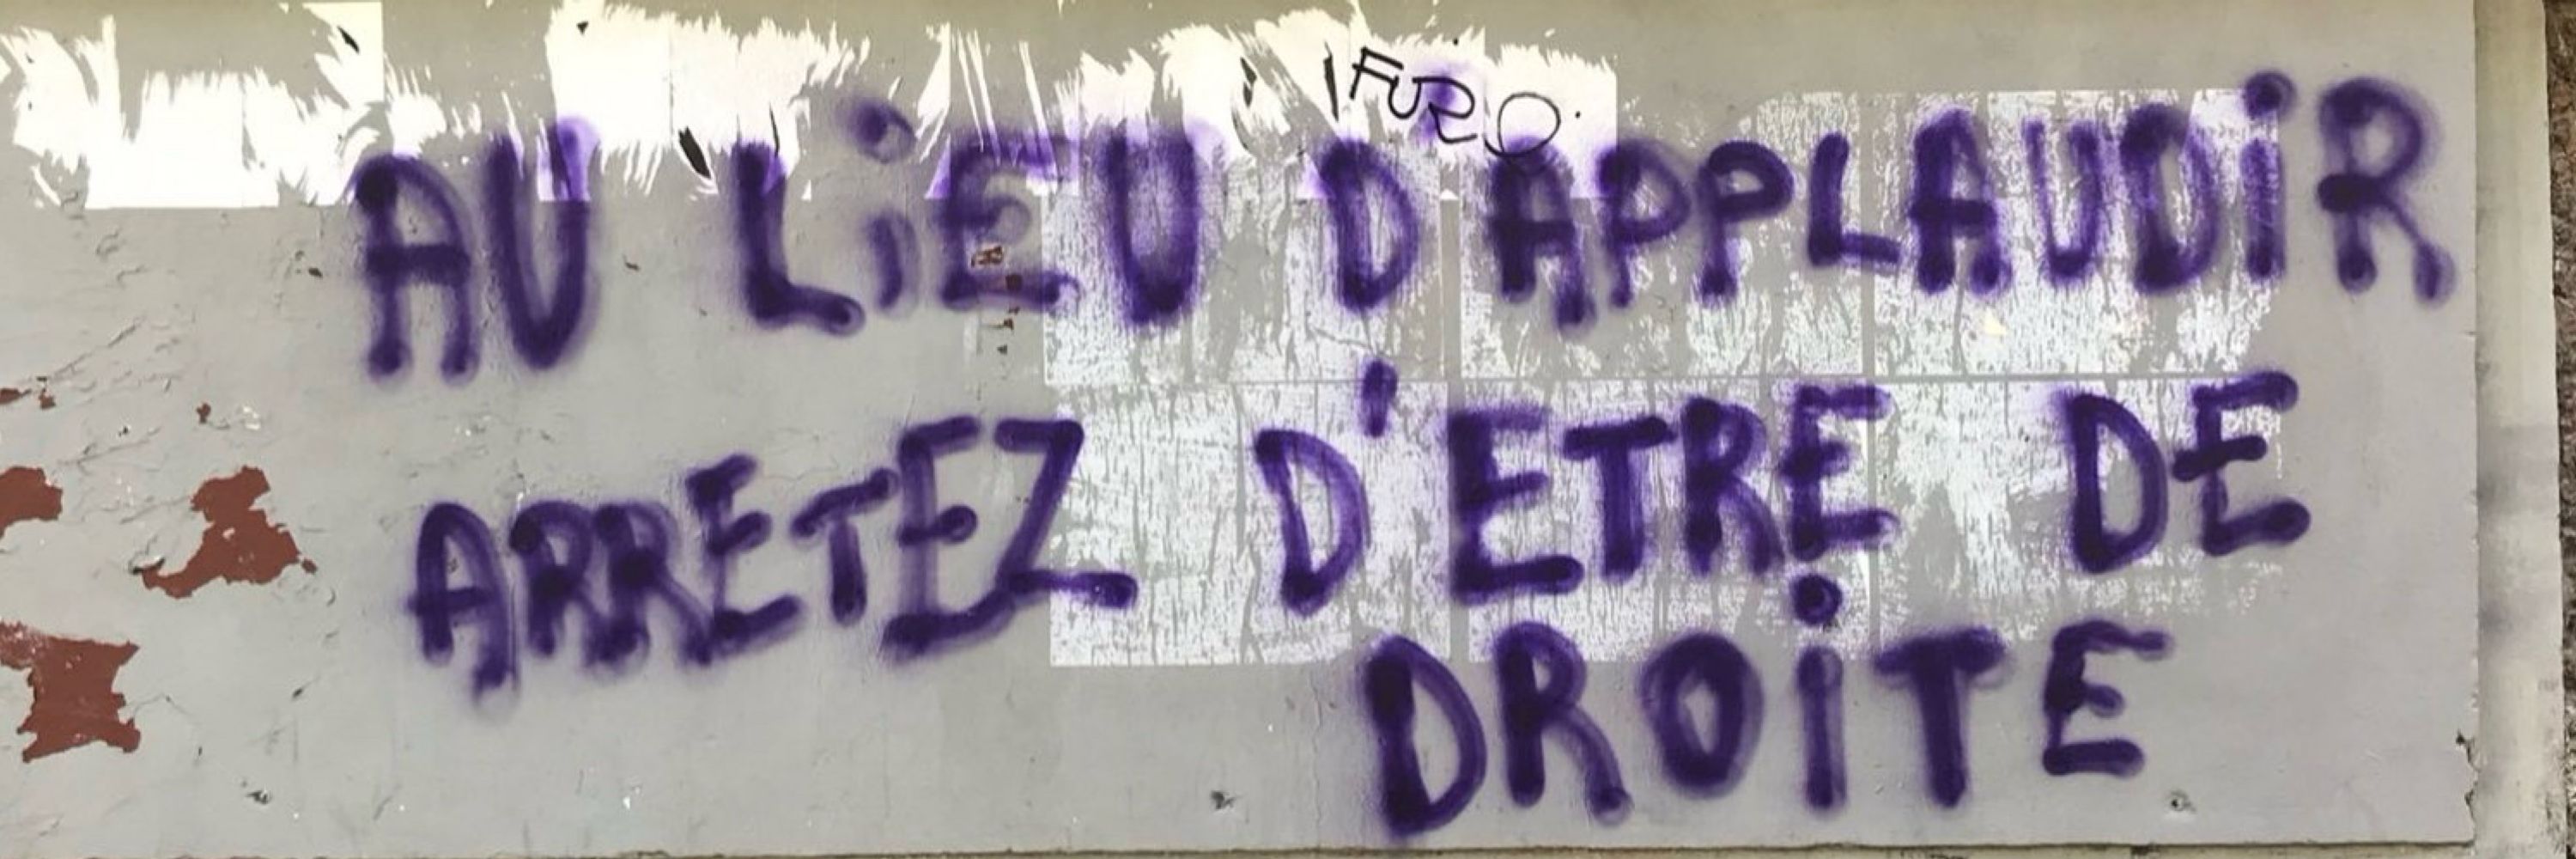 FURO
AU LiEU D APPLAUDiR
ARRETEZ D'ETRE DE
DROiTE